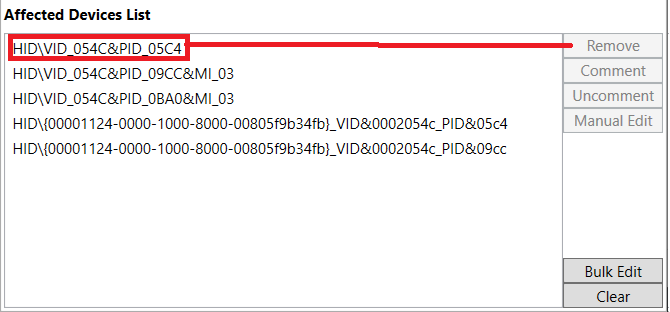 Affected Devices List
HID\VID_054C&PID_05C4
Remove
HID\VID_054C&PID_09CC&MI_03
Comment
HID\VID_054C&PID_0BA0&MI_03
Uncomment
HID\{00001124-0000-1000-8000-00805f9b34fb}_VID&0002054c_PID&05c4
Manual Edit
HID\{00001124-0000-1000-8000-00805f9b34fb}_VID&0002054c_PID&09cc
Bulk Edit
Clear